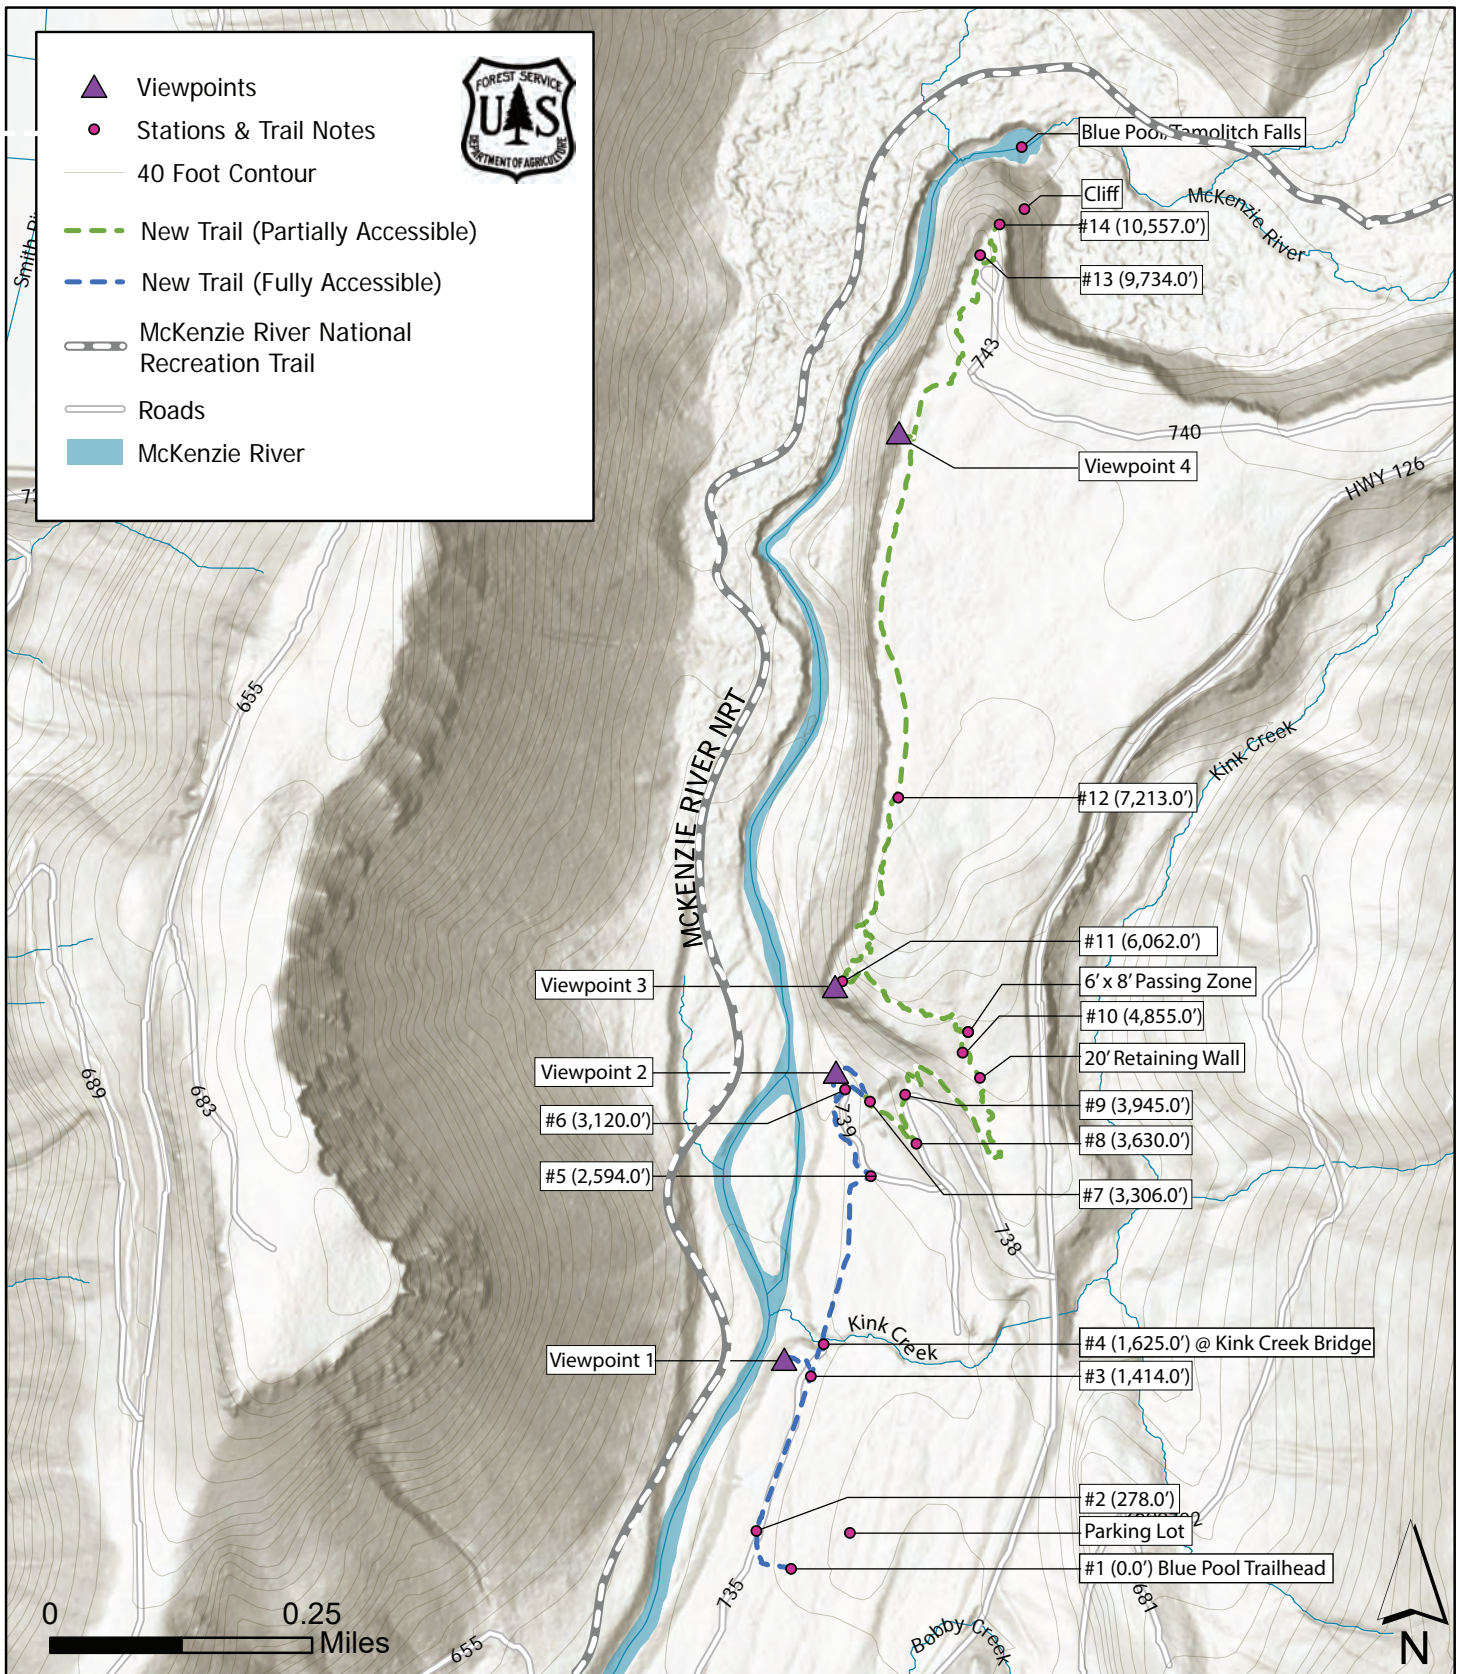 FOREST SERVICE
U S
DEPARTMENT OF AGRICULTURE
Viewpoints
Stations & Trail Notes
40 Foot Contour
New Trail (Partially Accessible)
New Trail (Fully Accessible)
McKenzie River National
Recreation Trail
Roads
McKenzie River
Smith
Blue Pool/Tamolitch Falls
Cliff
McKenzie River
#14 (10,557.0')
#13 (9,734.0')
743
740
Viewpoint 4
HWY 126
655
MCKENZIE RIVER NRT
Kink Creek
#12 (7,213.0')
#11 (6,062.0')
Viewpoint 3
6' x 8' Passing Zone
#10 (4,855.0')
20' Retaining Wall
Viewpoint 2
689
683
#6 (3,120.0')
739
#9 (3,945.0')
#8 (3,630.0')
#5 (2,594.0')
#7 (3,306.0')
738
Kink Creek
#4 (1,625.0') @ Kink Creek Bridge
Viewpoint 1
#3 (1,414.0')
#2 (278.0')
Parking Lot
#1 (0.0') Blue Pool Trailhead
735
681
0 0.25
Miles
655
Bobby Creek
N